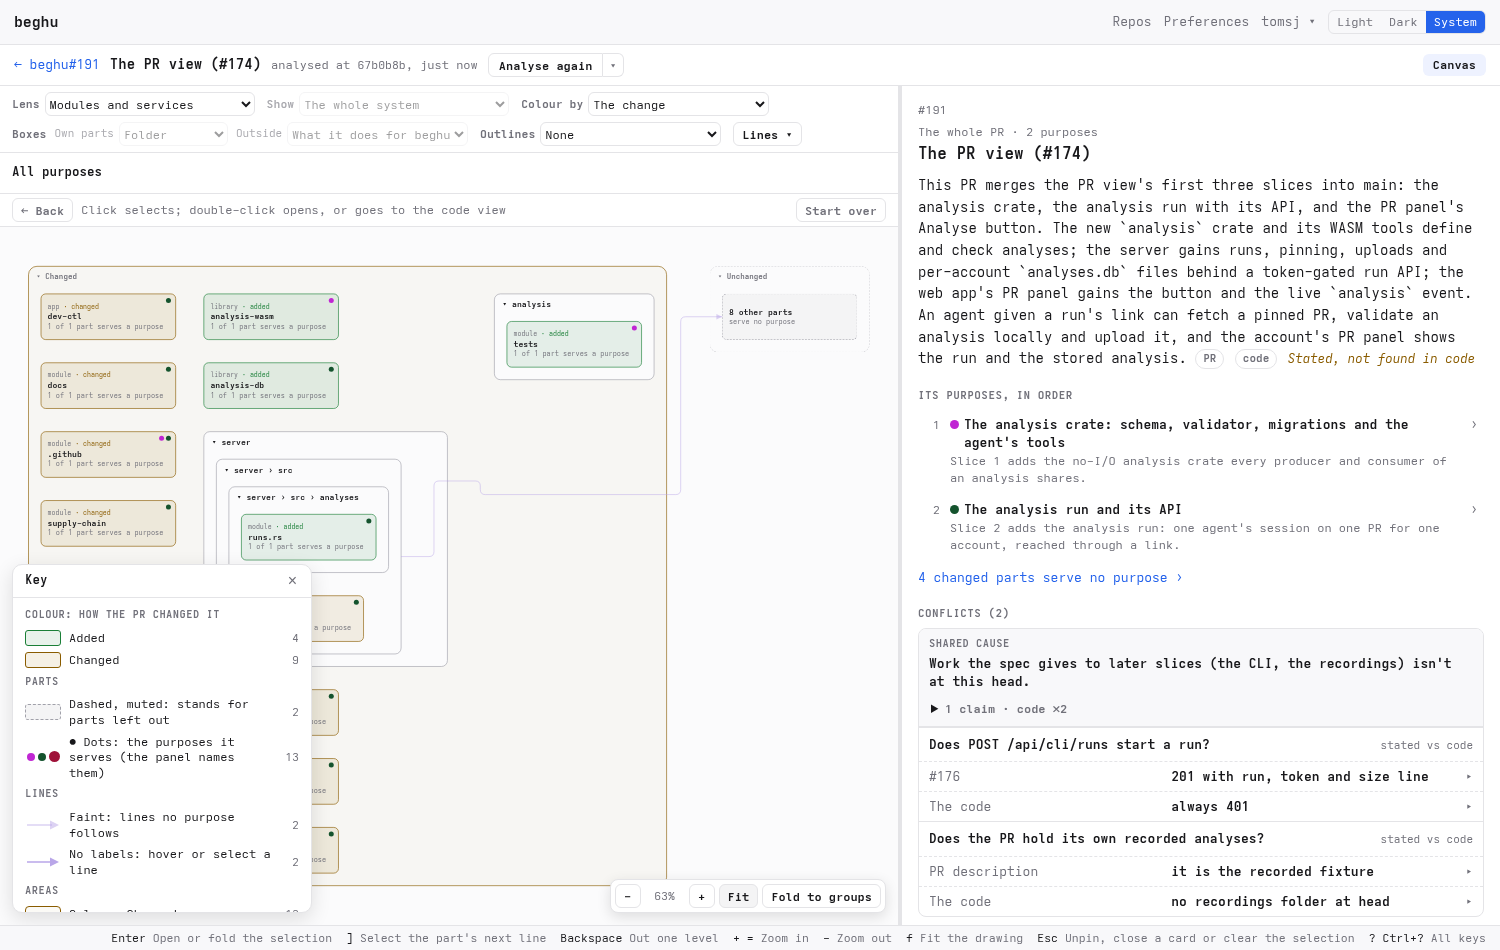 beghu
Repos Preferences tomsj ▾ Light Dark System
← beghu#191 The PR view (#174) analysed at 67b0b8b, just now Analyse again ▾ Canvas
Lens Modules and services Show The whole system Colour by The change
Boxes Own parts Folder Outside What it does for beghu Outlines None Lines ▾
All purposes
← Back Click selects; double-click opens, or goes to the code view Start over
▾ Changed
app · changed
dev-ctl
1 of 1 part serves a purpose
library · added
analysis-wasm
1 of 1 part serves a purpose
▾ analysis
module · added
tests
1 of 1 part serves a purpose
▾ Unchanged
8 other parts
serve no purpose
module · changed
docs
1 of 1 part serves a purpose
library · added
analysis-db
1 of 1 part serves a purpose
module · changed
.github
1 of 1 part serves a purpose
▾ server
▾ server › src
▾ server › src › analyses
module · added
runs.rs
1 of 1 part serves a purpose
module · changed
supply-chain
1 of 1 part serves a purpose
a purpose
pose
pose
pose
Key ×
COLOUR: HOW THE PR CHANGED IT
Added 4
Changed 9
PARTS
Dashed, muted: stands for
parts left out 2
● Dots: the purposes it
serves (the panel names
them) 13
LINES
Faint: lines no purpose
follows 2
No labels: hover or select a
line 2
AREAS
− 63% + Fit Fold to groups
#191
The whole PR · 2 purposes
The PR view (#174)
This PR merges the PR view's first three slices into main: the
analysis crate, the analysis run with its API, and the PR panel's
Analyse button. The new `analysis` crate and its WASM tools define
and check analyses; the server gains runs, pinning, uploads and
per-account `analyses.db` files behind a token-gated run API; the
web app's PR panel gains the button and the live `analysis` event.
An agent given a run's link can fetch a pinned PR, validate an
analysis locally and upload it, and the account's PR panel shows
the run and the stored analysis. PR code Stated, not found in code
ITS PURPOSES, IN ORDER
1 The analysis crate: schema, validator, migrations and the
agent's tools ›
Slice 1 adds the no-I/O analysis crate every producer and consumer of
an analysis shares.
2 The analysis run and its API ›
Slice 2 adds the analysis run: one agent's session on one PR for one
account, reached through a link.
4 changed parts serve no purpose ›
CONFLICTS (2)
SHARED CAUSE
Work the spec gives to later slices (the CLI, the recordings) isn't
at this head.
▶ 1 claim · code ×2
Does POST /api/cli/runs start a run? stated vs code
#176 201 with run, token and size line ▸
The code always 401 ▸
Does the PR hold its own recorded analyses? stated vs code
PR description it is the recorded fixture ▸
The code no recordings folder at head ▸
Enter Open or fold the selection ] Select the part's next line Backspace Out one level + = Zoom in − Zoom out f Fit the drawing Esc Unpin, close a card or clear the selection ? Ctrl+? All keys